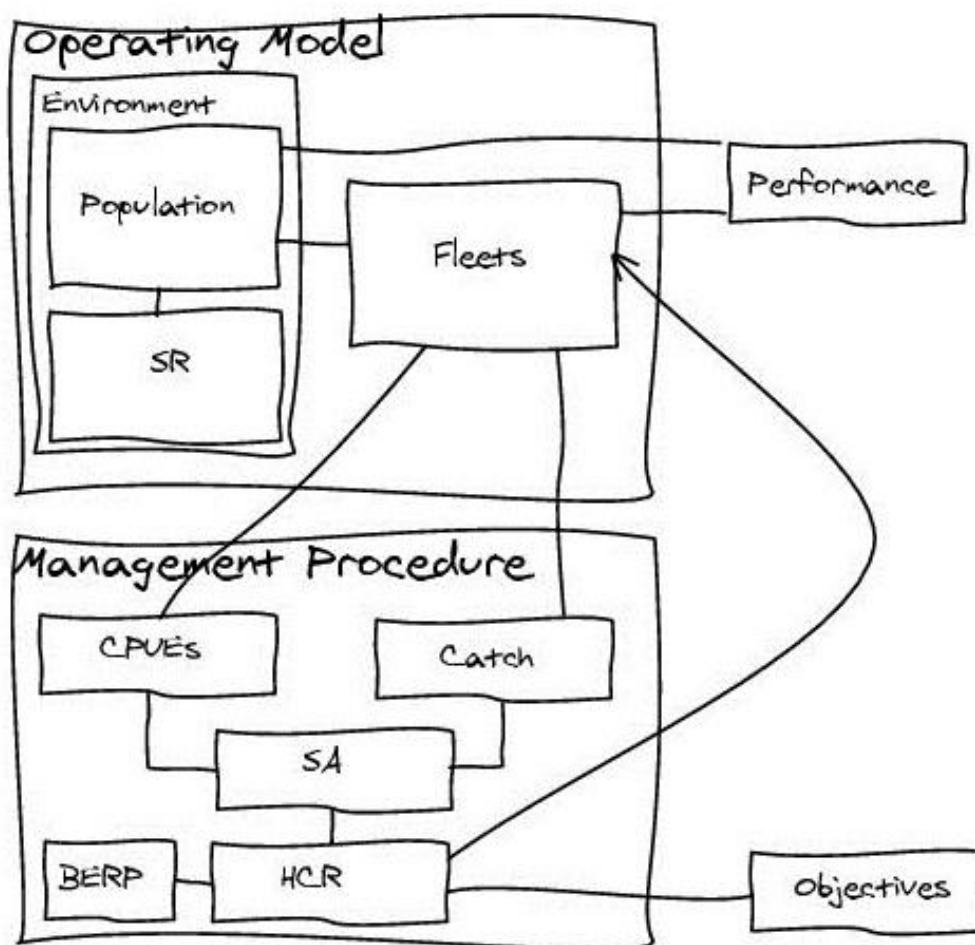 Operating Model
Environment
Population
Performance
Fleets
SR
Management Procedure
CPUEs
Catch
SA
BERP
HCR
Objectives